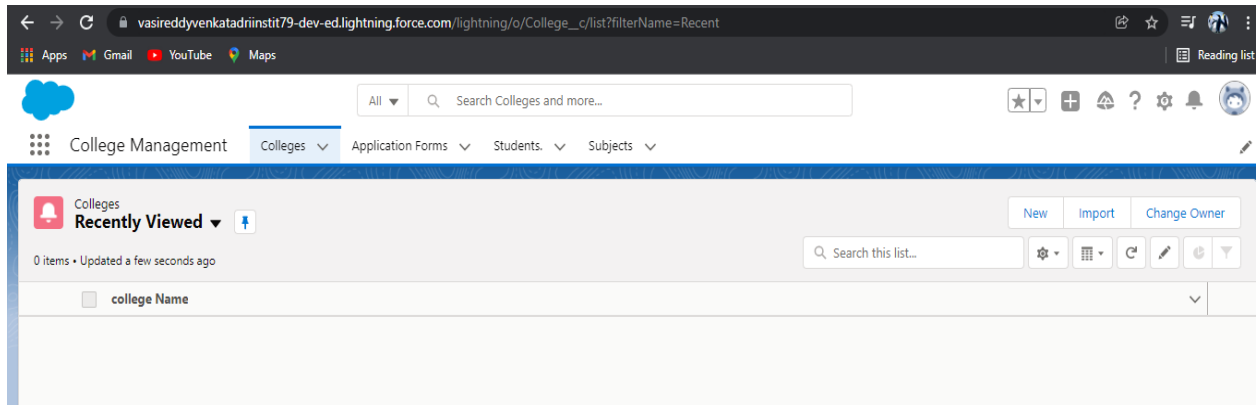 vasireddyvenkatadriinstit79-dev-ed.lightning.force.com/lightning/o/College__c/list?filterName=Recent
Apps Gmail YouTube Maps Reading list
All Search Colleges and more...
College Management Colleges Application Forms Students. Subjects
Colleges
Recently Viewed
New Import Change Owner
0 items • Updated a few seconds ago
Search this list...
college Name